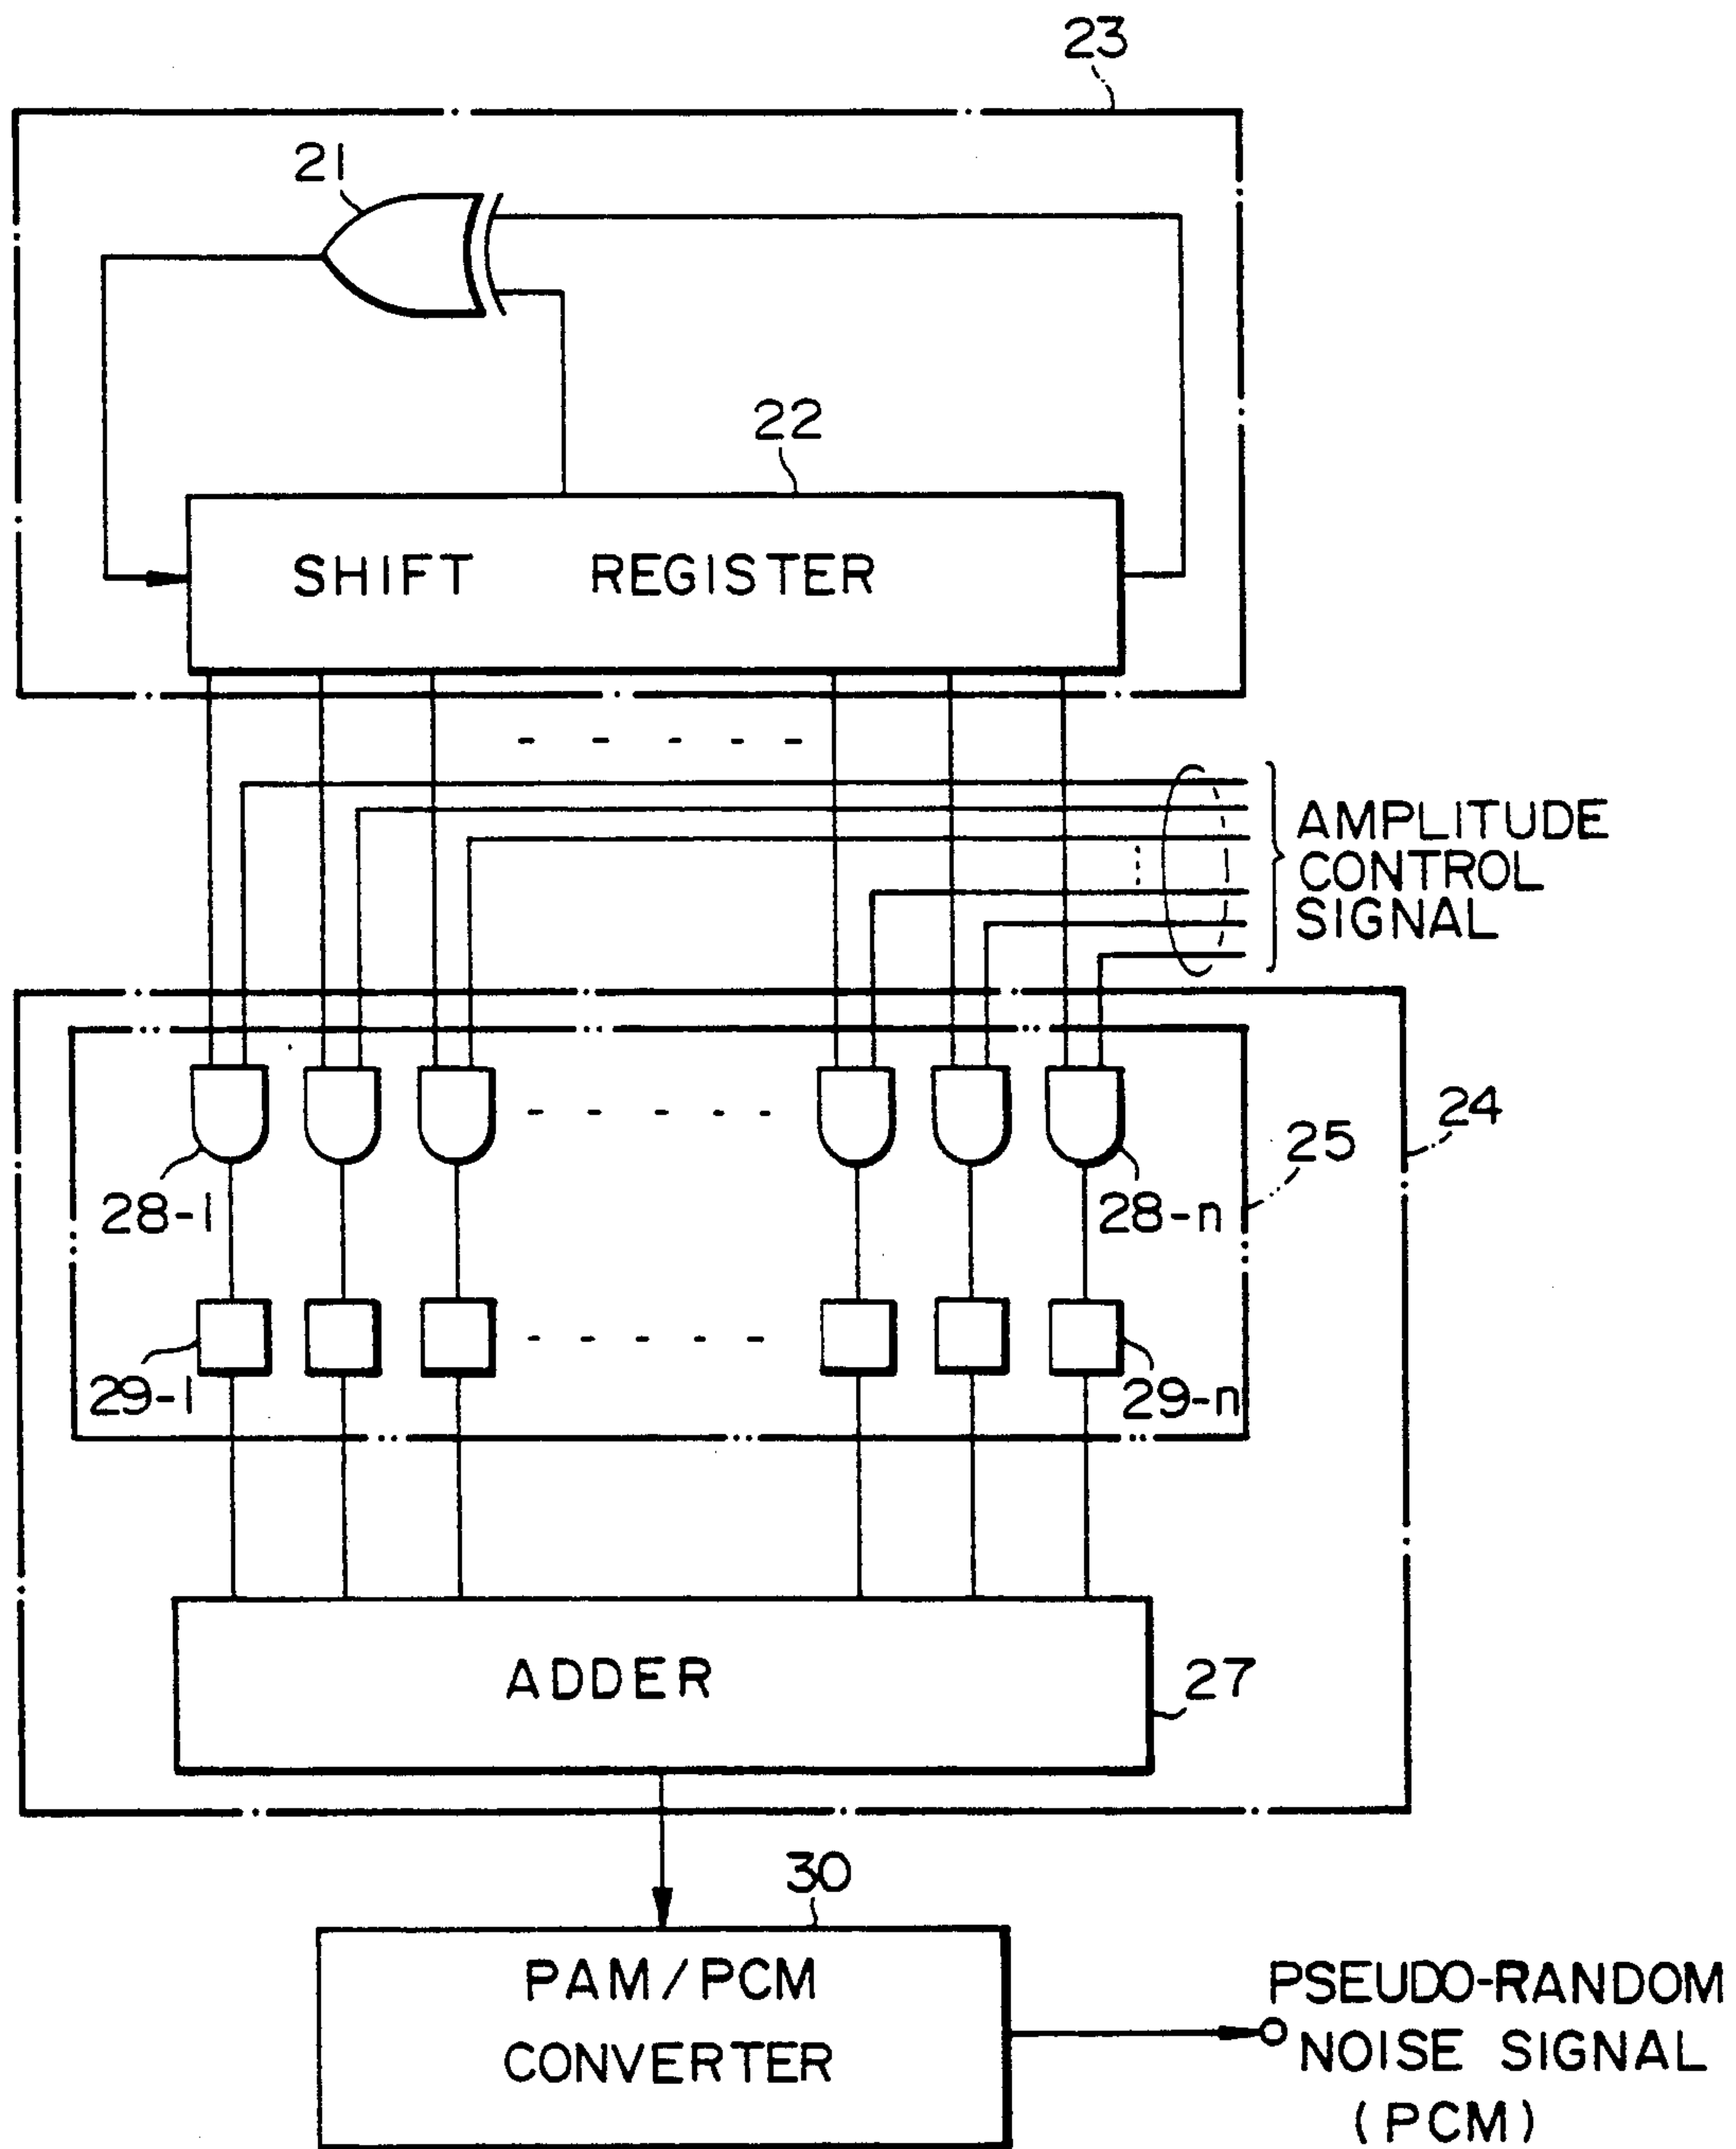 23
21
22
SHIFT REGISTER
AMPLITUDE
CONTROL
SIGNAL
24
25
28-1
28-n
29-1
29-n
ADDER
27
30
PAM/PCM
CONVERTER
PSEUDO-RANDOM
NOISE SIGNAL
(PCM)